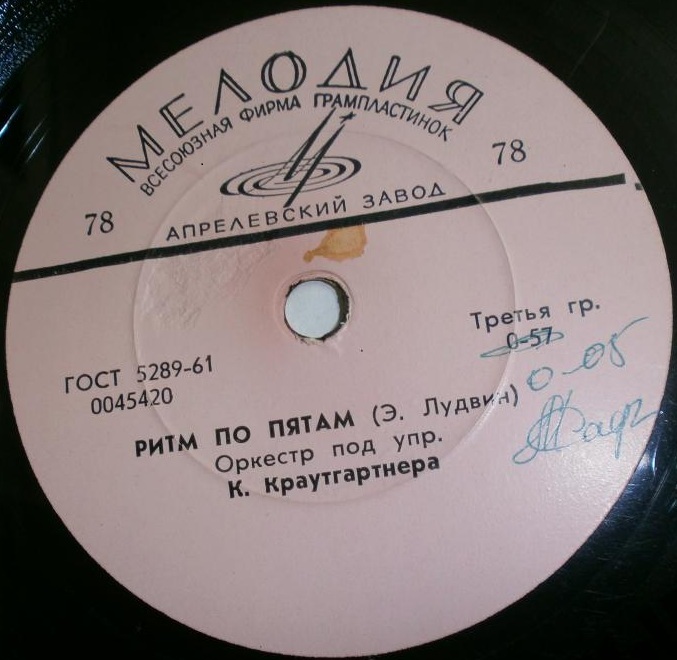 МЕЛОДИЯ
ВСЕСОЮЗНАЯ ФИРМА ГРАМПЛАСТИНОК
78
78
АПРЕЛЕВСКИЙ ЗАВОД
Третья гр.
0-57
0-05
ГОСТ 5289-61
0045420
РИТМ ПО ПЯТАМ (Э. Лудвин)
Оркестр под упр.
К. Краутгартнера